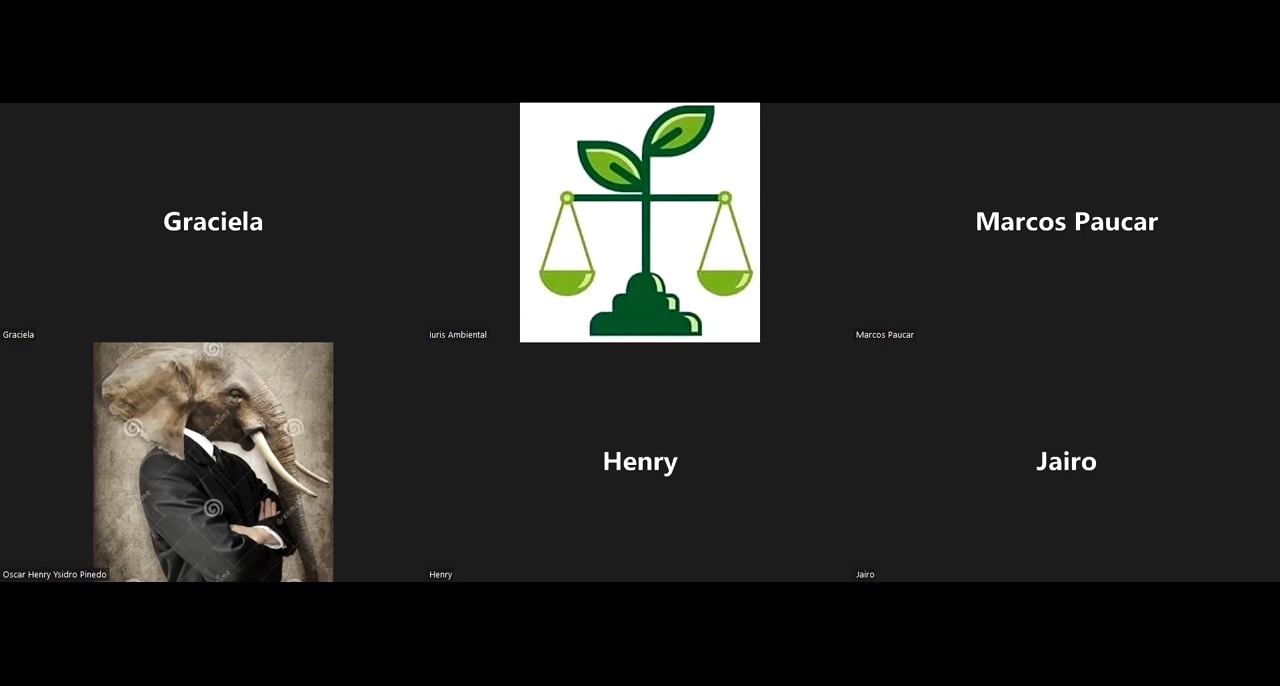 Graciela
Marcos Paucar
Graciela
Iuris Ambiental
Marcos Paucar
Henry
Jairo
Oscar Henry Ysidro Pinedo
Henry
Jairo